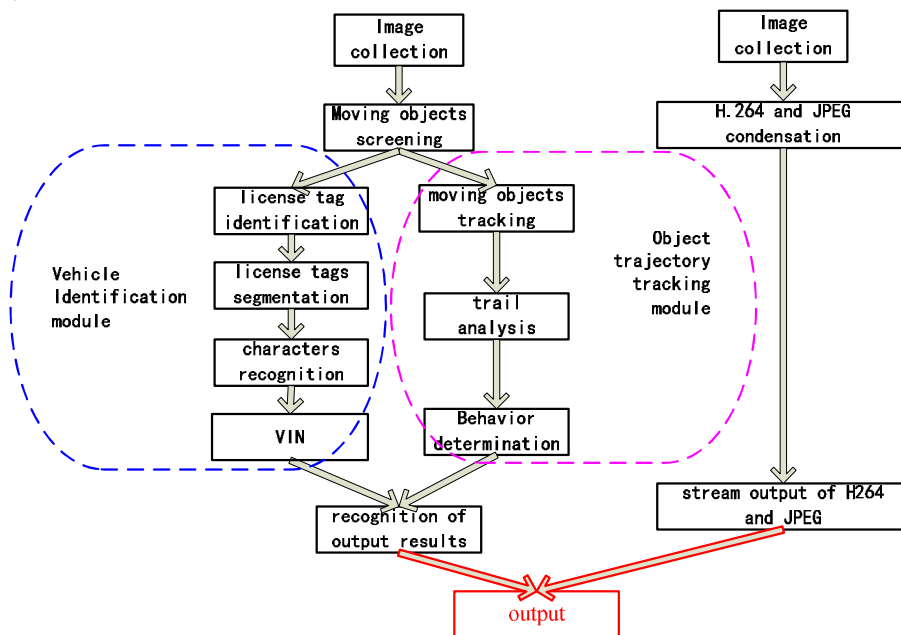 Image
collection
Image
collection
Moving objects
screening
H.264 and JPEG
condensation
license tag
identification
moving objects
tracking
Object
trajectory
tracking
module
Vehicle
Identification
module
license tags
segmentation
trail
analysis
characters
recognition
VIN
Behavior
determination
recognition of
output results
stream output of H264
and JPEG
output